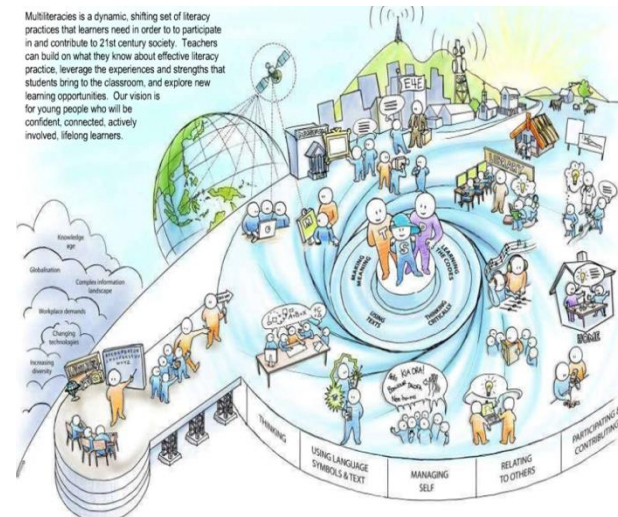 Multiliteracies is a dynamic, shifting set of literacy
practices that learners need in order to to participate
in and contribute to 21st century society. Teachers
can build on what they know about effective literacy
practice, leverage the experiences and strengths that
students bring to the classroom, and explore new
learning opportunities. Our vision is
for young people who will be
confident, connected, actively
involved, lifelong learners.
Knowledge
age
Globalisation
Complex information
landscape
Workplace demands
Changing
technologies
Increasing
diversity
LIBRARY
HOME
MAKING
MEANING
LEARNING
THE CODES
USING
TEXTS
THINKING
CRITICALLY
T
S
KIA ORA!
THINKING
USING LANGUAGE
SYMBOLS & TEXT
MANAGING
SELF
RELATING
TO OTHERS
PARTICIPATING &
CONTRIBUTING